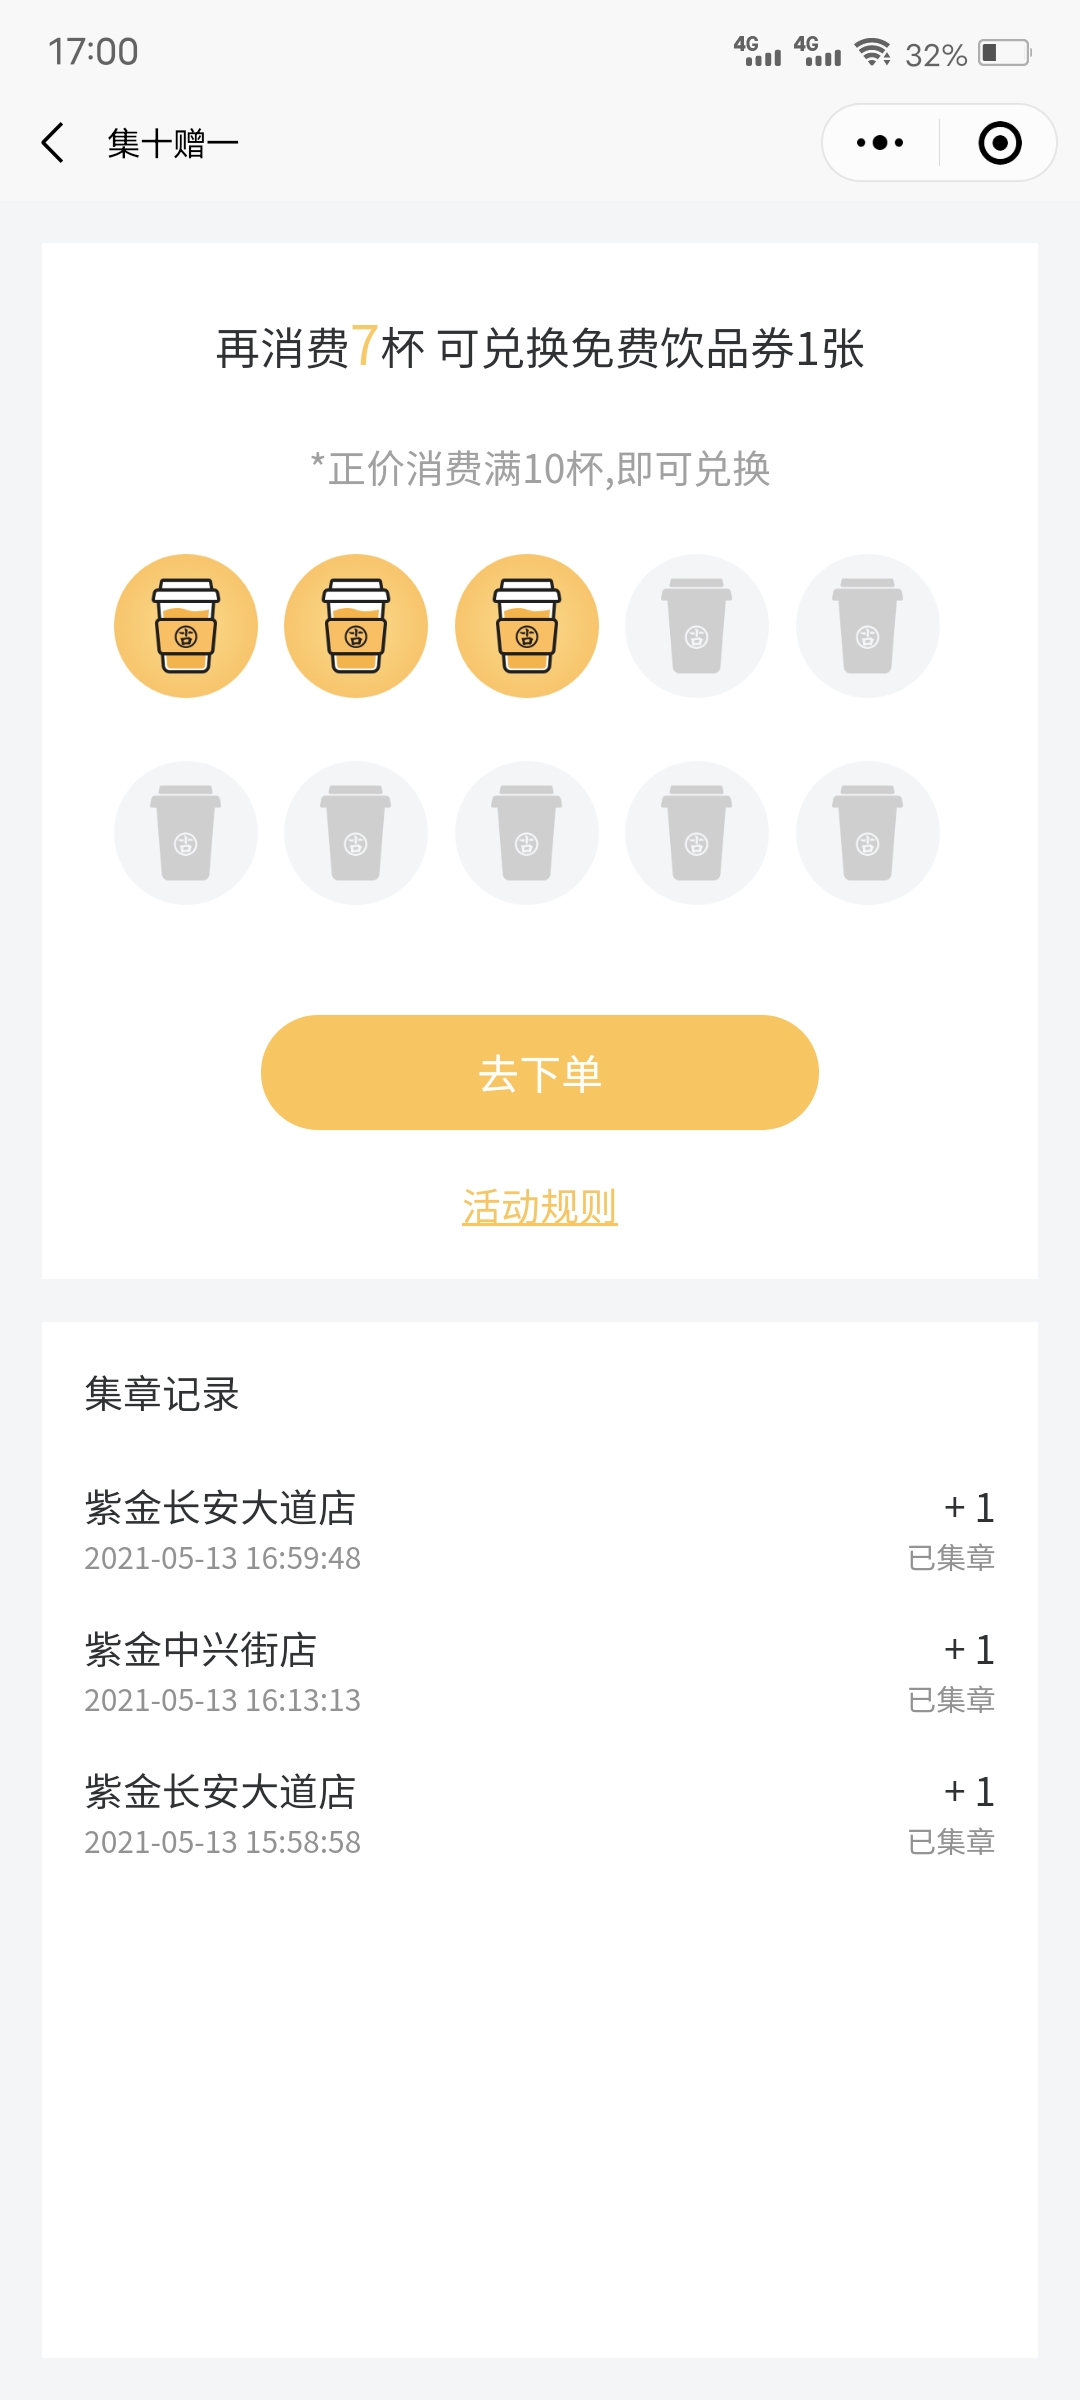 17:00
4G 4G 32%
集十赠一
再消费7杯 可兑换免费饮品券1张
*正价消费满10杯,即可兑换
去下单
活动规则
集章记录
紫金长安大道店 + 1
2021-05-13 16:59:48 已集章
紫金中兴街店 + 1
2021-05-13 16:13:13 已集章
紫金长安大道店 + 1
2021-05-13 15:58:58 已集章